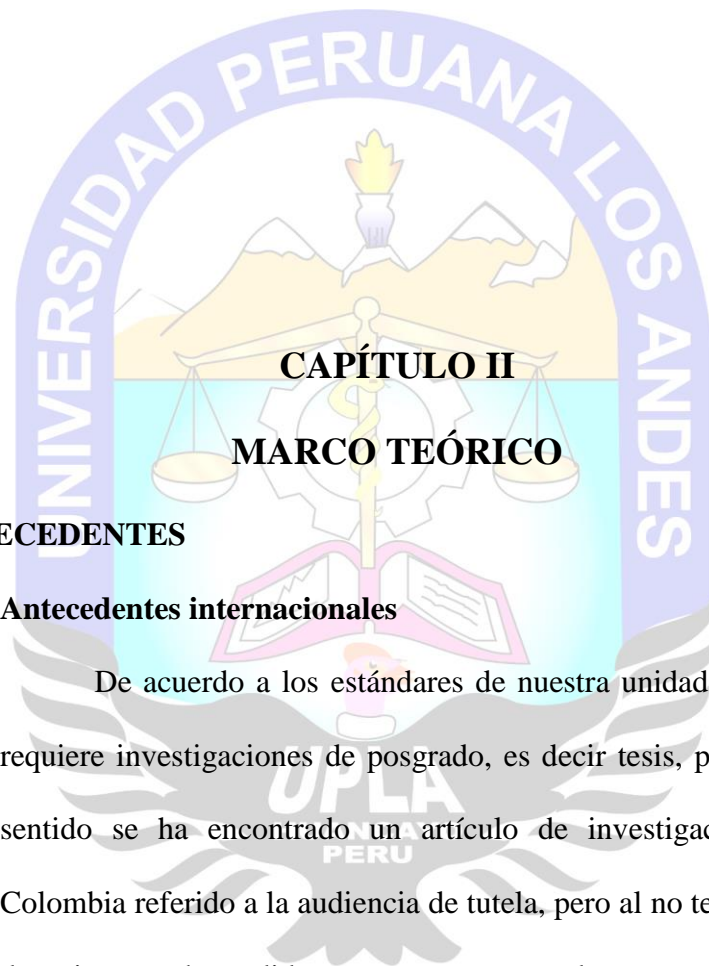 UNIVERSIDAD PERUANA LOS ANDES
CAPÍTULO II
MARCO TEÓRICO
ECEDENTES
Antecedentes internacionales
De acuerdo a los estándares de nuestra unidad
requiere investigaciones de posgrado, es decir tesis, p
sentido se ha encontrado un artículo de investigac
UPLA
PERU
Colombia referido a la audiencia de tutela, pero al no te